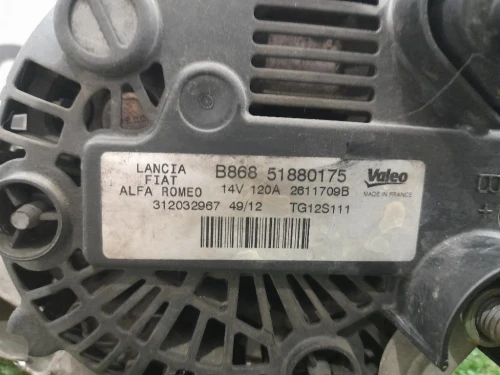 LANCIA
FIAT
ALFA ROMEO
B868 51880175
14V 120A 2611709B
312032967 49/12 TG12S111
Valeo
MADE IN FRANCE
B+